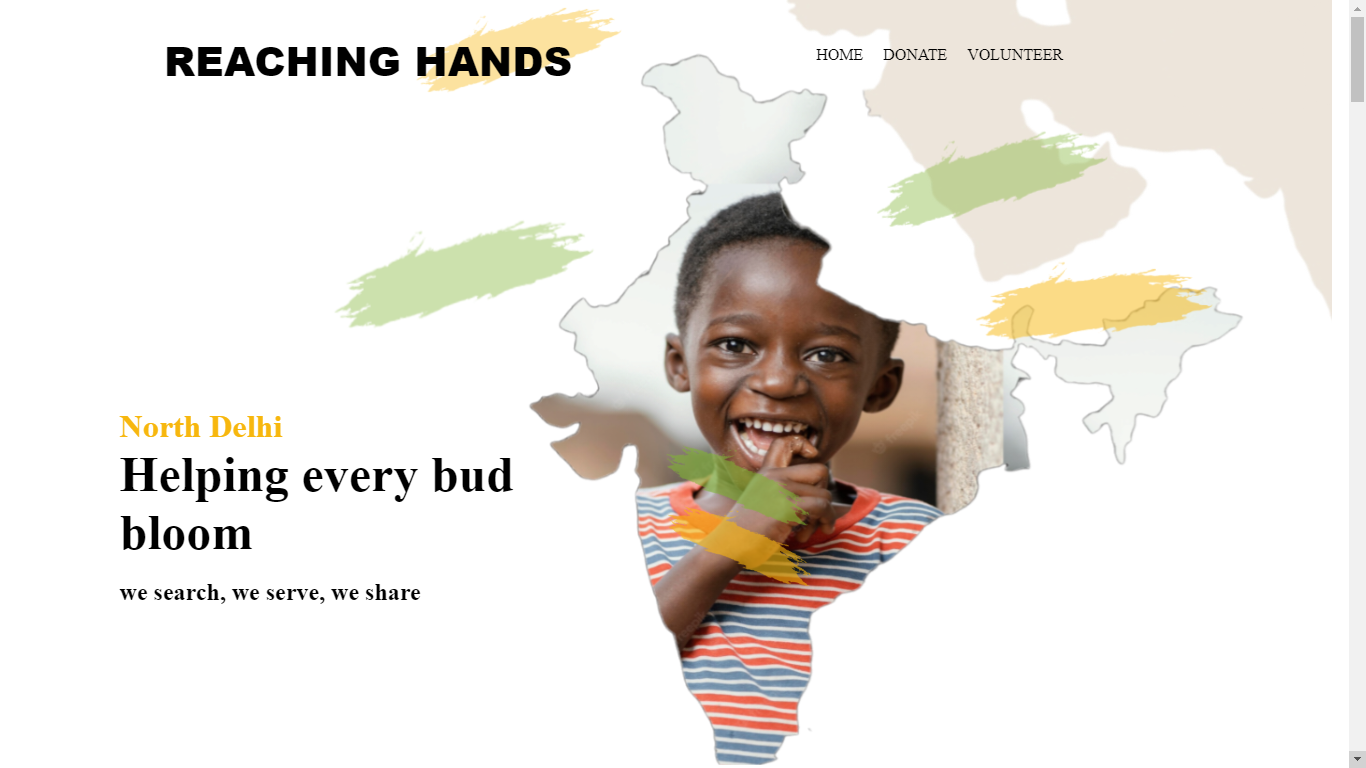 REACHING HANDS
HOME DONATE VOLUNTEER
North Delhi
Helping every bud
bloom
we search, we serve, we share